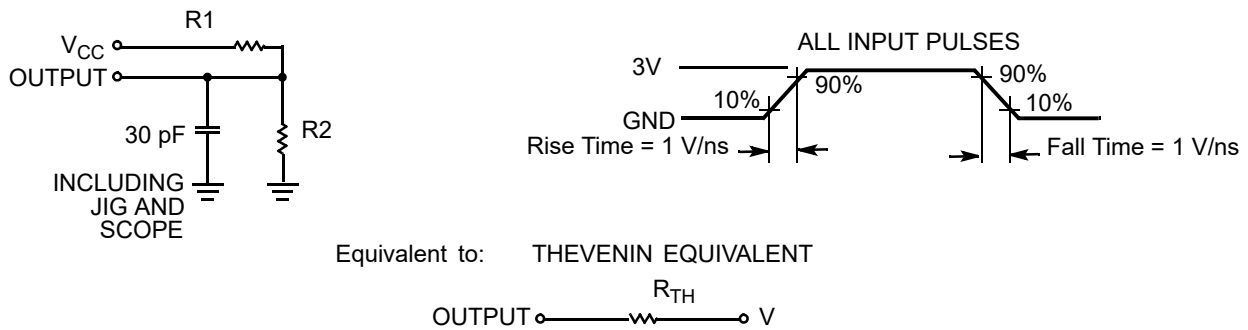 R1
VCC
OUTPUT
30 pF
R2
INCLUDING
JIG AND
SCOPE
ALL INPUT PULSES
3V
90%
90%
10%
10%
GND
Rise Time = 1 V/ns
Fall Time = 1 V/ns
Equivalent to: THEVENIN EQUIVALENT
RTH
OUTPUT
V